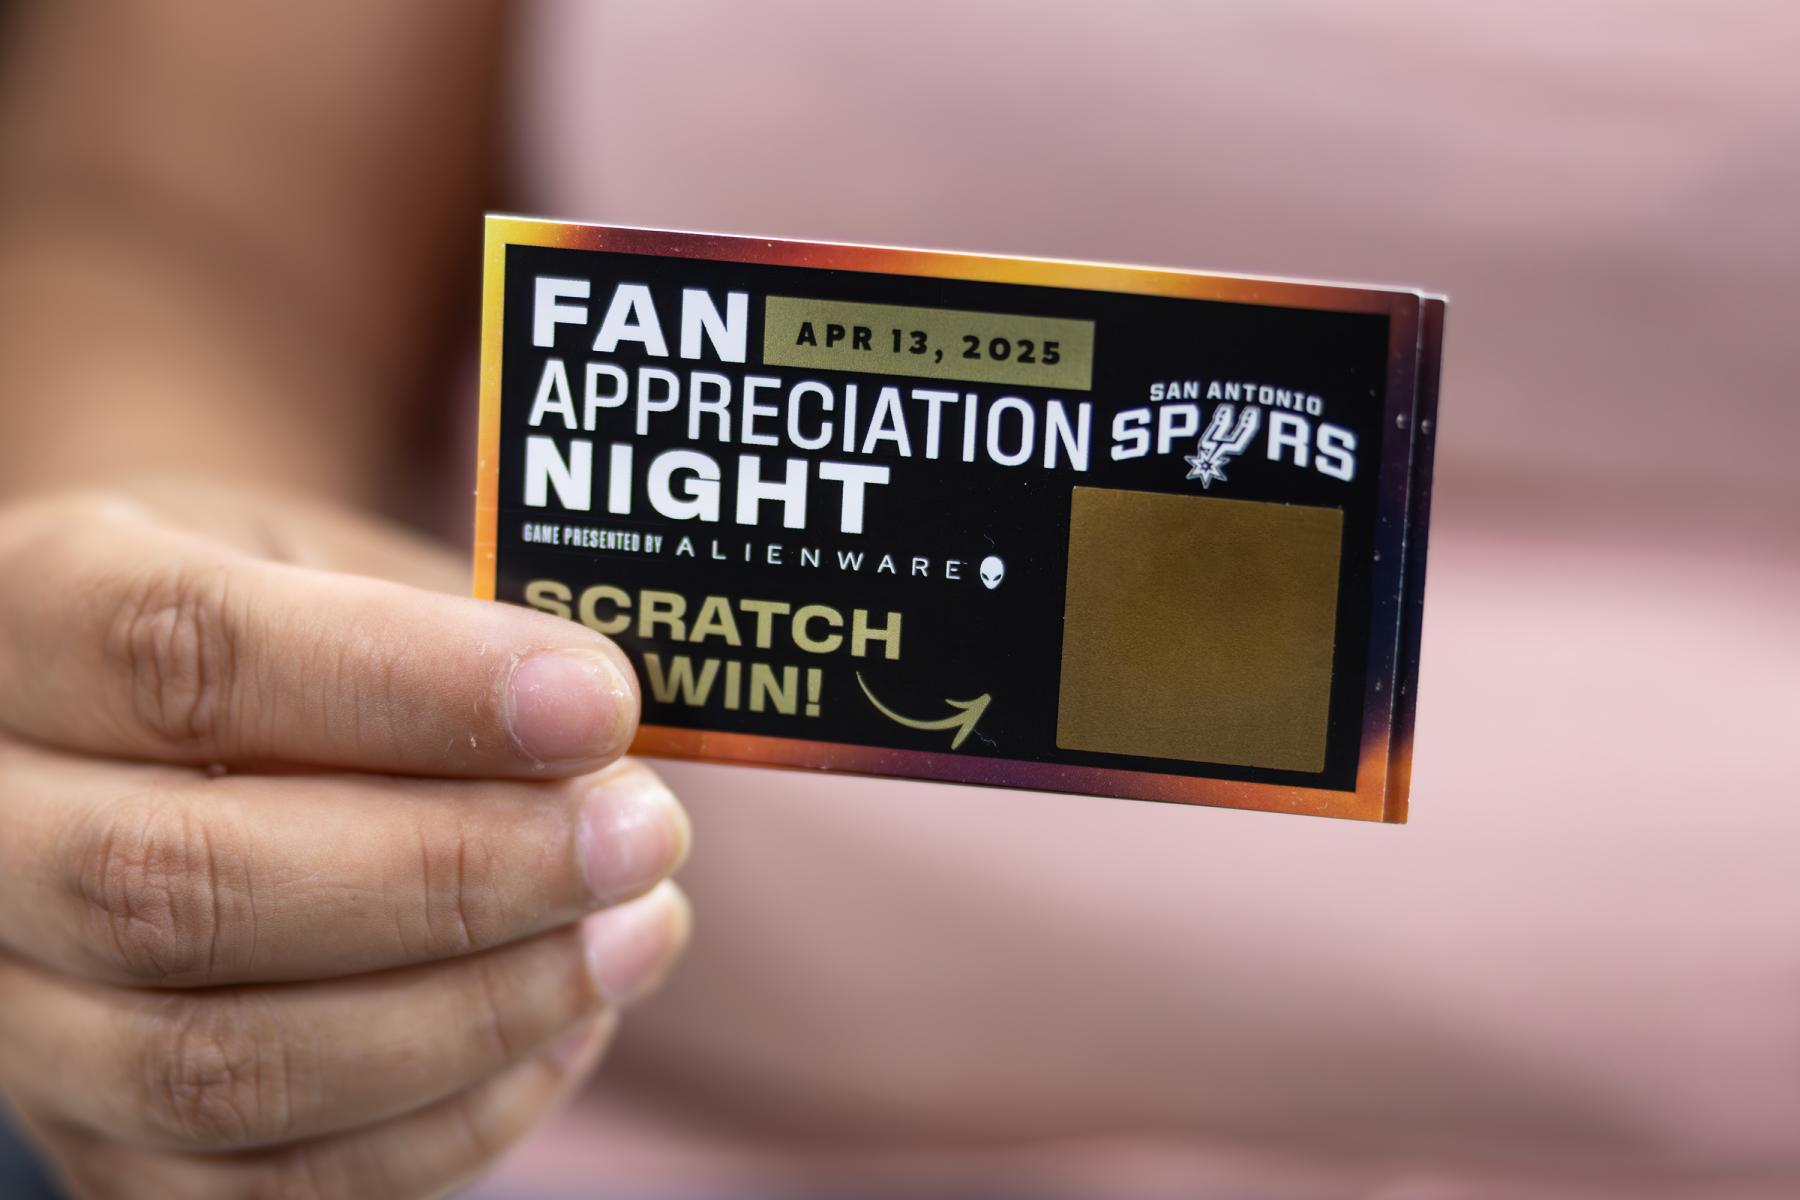 FAN
APR 13, 2025
APPRECIATION
NIGHT
SAN ANTONIO
SPURS
GAME PRESENTED BY ALIENWARE
SCRATCH
WIN!